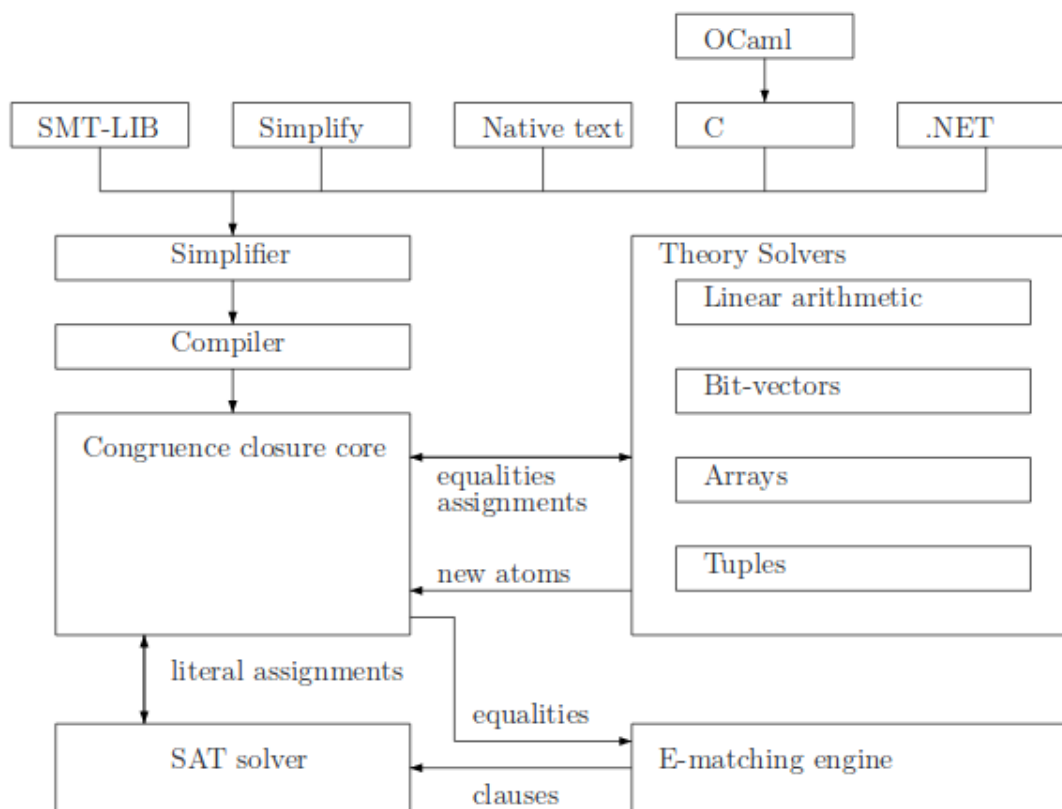 OCaml
SMT-LIB
Simplify
Native text
C
.NET
Simplifier
Theory Solvers
Linear arithmetic
Compiler
Bit-vectors
Congruence closure core
equalities
assignments
Arrays
new atoms
Tuples
literal assignments
equalities
SAT solver
E-matching engine
clauses